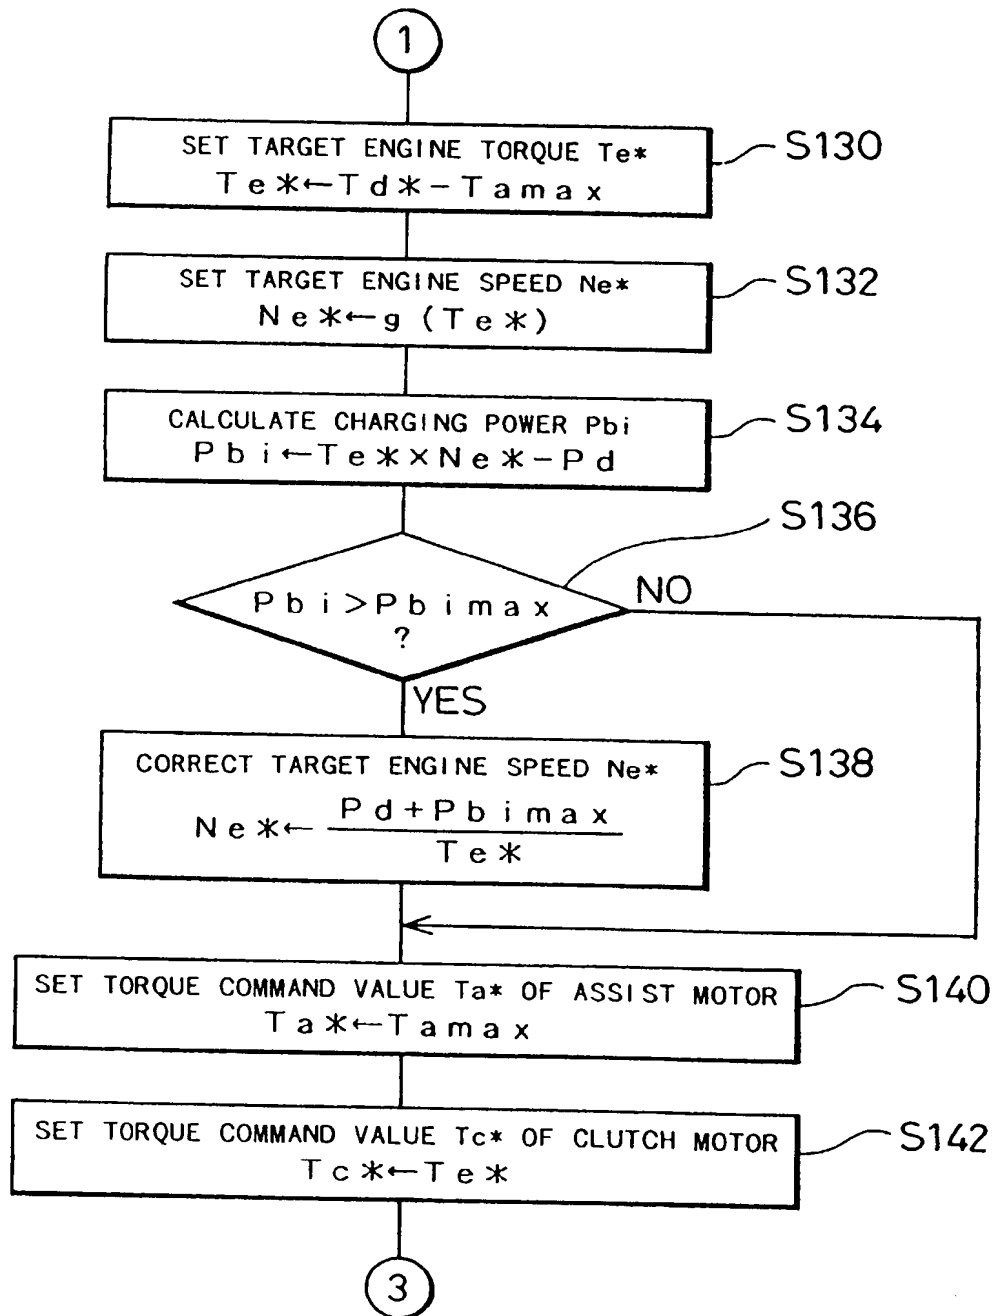 1
SET TARGET ENGINE TORQUE Te*
Te*←Td*-Tamax
S130
SET TARGET ENGINE SPEED Ne*
Ne*←g(Te*)
S132
CALCULATE CHARGING POWER Pbi
Pbi←Te*×Ne*-Pd
S134
S136
Pbi>Pbimax
?
NO
YES
CORRECT TARGET ENGINE SPEED Ne*
Ne*← Pd+Pbimax
Te*
S138
SET TORQUE COMMAND VALUE Ta* OF ASSIST MOTOR
Ta*←Tamax
S140
SET TORQUE COMMAND VALUE Tc* OF CLUTCH MOTOR
Tc*←Te*
S142
3